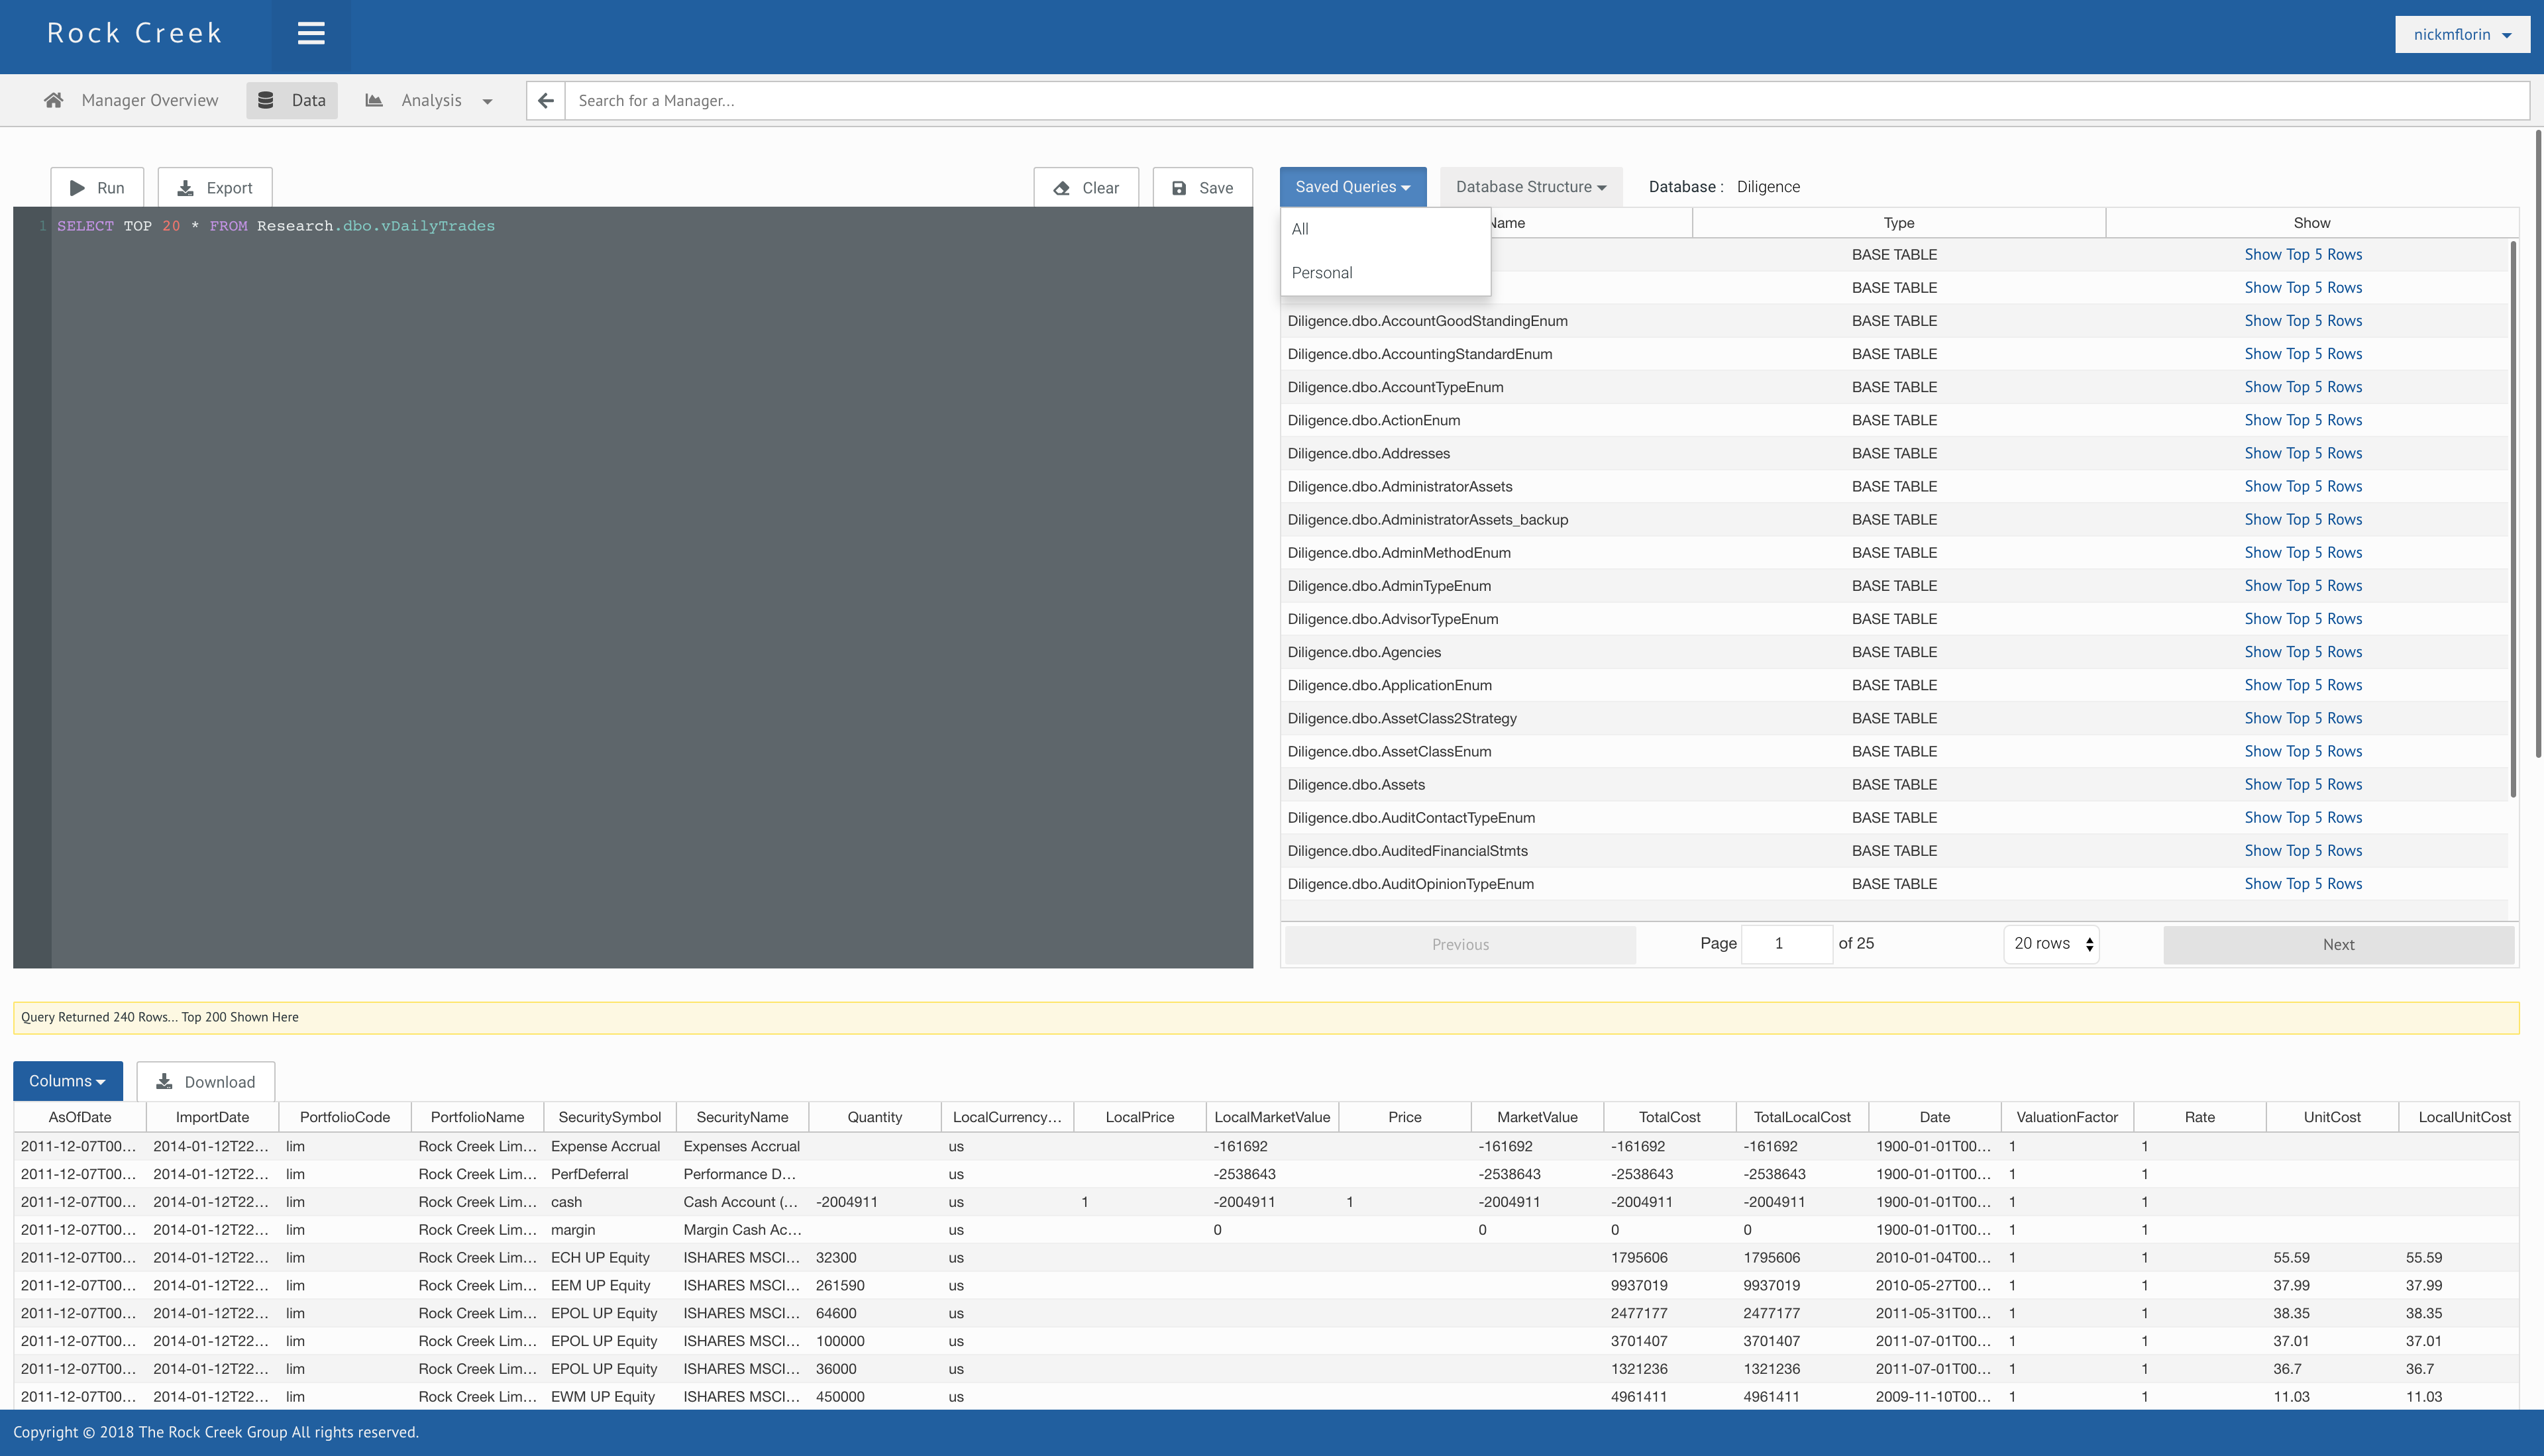 Rock Creek
nickmflorin
Manager Overview Data Analysis Search for a Manager...
Run Export Clear Save
1 SELECT TOP 20 * FROM Research.dbo.vDailyTrades
Saved Queries Database Structure Database : Diligence
All
Personal
Name Type Show
BASE TABLE Show Top 5 Rows
BASE TABLE Show Top 5 Rows
Diligence.dbo.AccountGoodStandingEnum BASE TABLE Show Top 5 Rows
Diligence.dbo.AccountingStandardEnum BASE TABLE Show Top 5 Rows
Diligence.dbo.AccountTypeEnum BASE TABLE Show Top 5 Rows
Diligence.dbo.ActionEnum BASE TABLE Show Top 5 Rows
Diligence.dbo.Addresses BASE TABLE Show Top 5 Rows
Diligence.dbo.AdministratorAssets BASE TABLE Show Top 5 Rows
Diligence.dbo.AdministratorAssets_backup BASE TABLE Show Top 5 Rows
Diligence.dbo.AdminMethodEnum BASE TABLE Show Top 5 Rows
Diligence.dbo.AdminTypeEnum BASE TABLE Show Top 5 Rows
Diligence.dbo.AdvisorTypeEnum BASE TABLE Show Top 5 Rows
Diligence.dbo.Agencies BASE TABLE Show Top 5 Rows
Diligence.dbo.ApplicationEnum BASE TABLE Show Top 5 Rows
Diligence.dbo.AssetClass2Strategy BASE TABLE Show Top 5 Rows
Diligence.dbo.AssetClassEnum BASE TABLE Show Top 5 Rows
Diligence.dbo.Assets BASE TABLE Show Top 5 Rows
Diligence.dbo.AuditContactTypeEnum BASE TABLE Show Top 5 Rows
Diligence.dbo.AuditedFinancialStmts BASE TABLE Show Top 5 Rows
Diligence.dbo.AuditOpinionTypeEnum BASE TABLE Show Top 5 Rows
Previous Page 1 of 25 20 rows Next
Query Returned 240 Rows... Top 200 Shown Here
Columns Download
AsOfDate ImportDate PortfolioCode PortfolioName SecuritySymbol SecurityName Quantity LocalCurrency... LocalPrice LocalMarketValue Price MarketValue TotalCost TotalLocalCost Date ValuationFactor Rate UnitCost LocalUnitCost
2011-12-07T00... 2014-01-12T22... lim Rock Creek Lim... Expense Accrual Expenses Accrual us -161692 -161692 -161692 -161692 1900-01-01T00... 1 1
2011-12-07T00... 2014-01-12T22... lim Rock Creek Lim... PerfDeferral Performance D... us -2538643 -2538643 -2538643 -2538643 1900-01-01T00... 1 1
2011-12-07T00... 2014-01-12T22... lim Rock Creek Lim... cash Cash Account (... -2004911 us 1 -2004911 1 -2004911 -2004911 -2004911 1900-01-01T00... 1 1
2011-12-07T00... 2014-01-12T22... lim Rock Creek Lim... margin Margin Cash Ac... us 0 0 0 0 1900-01-01T00... 1 1
2011-12-07T00... 2014-01-12T22... lim Rock Creek Lim... ECH UP Equity ISHARES MSCI... 32300 us 1795606 1795606 2010-01-04T00... 1 1 55.59 55.59
2011-12-07T00... 2014-01-12T22... lim Rock Creek Lim... EEM UP Equity ISHARES MSCI... 261590 us 9937019 9937019 2010-05-27T00... 1 1 37.99 37.99
2011-12-07T00... 2014-01-12T22... lim Rock Creek Lim... EPOL UP Equity ISHARES MSCI... 64600 us 2477177 2477177 2011-05-31T00... 1 1 38.35 38.35
2011-12-07T00... 2014-01-12T22... lim Rock Creek Lim... EPOL UP Equity ISHARES MSCI... 100000 us 3701407 3701407 2011-07-01T00... 1 1 37.01 37.01
2011-12-07T00... 2014-01-12T22... lim Rock Creek Lim... EPOL UP Equity ISHARES MSCI... 36000 us 1321236 1321236 2011-07-01T00... 1 1 36.7 36.7
2011-12-07T00... 2014-01-12T22... lim Rock Creek Lim... EWM UP Equity ISHARES MSCI... 450000 us 4961411 4961411 2009-11-10T00... 1 1 11.03 11.03
Copyright © 2018 The Rock Creek Group All rights reserved.